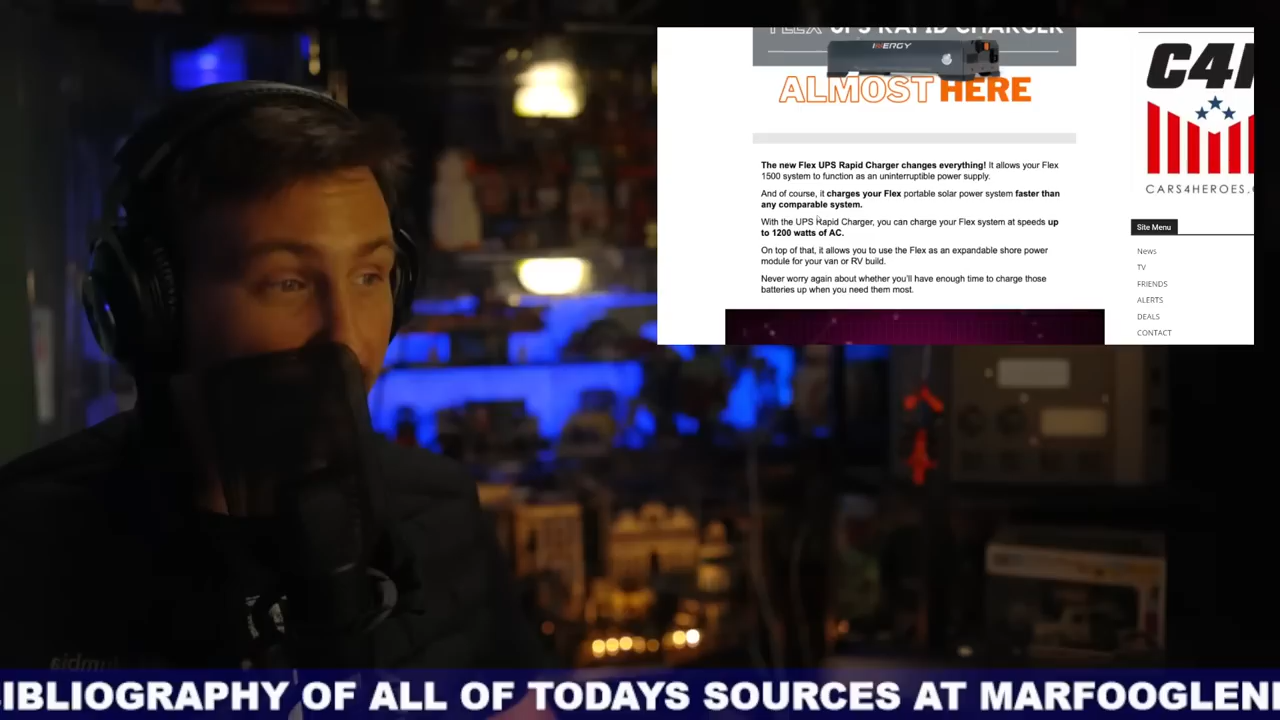 FLEX UPS RAPID CHARGER
INERGY
ALMOST HERE
The new Flex UPS Rapid Charger changes everything! It allows your Flex
1500 system to function as an uninterruptible power supply.
And of course, it charges your Flex portable solar power system faster than
any comparable system.
With the UPS Rapid Charger, you can charge your Flex system at speeds up
to 1200 watts of AC.
On top of that, it allows you to use the Flex as an expandable shore power
module for your van or RV build.
Never worry again about whether you'll have enough time to charge those
batteries up when you need them most.
C4
CARS4HEROES.
Site Menu
News
TV
FRIENDS
ALERTS
DEALS
CONTACT
BIBLIOGRAPHY OF ALL OF TODAYS SOURCES AT MARFOOGLEN